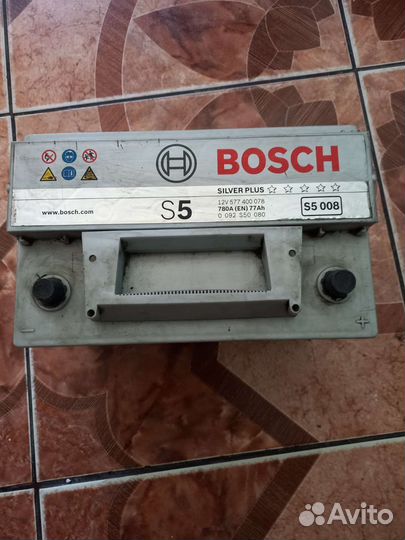 BOSCH
SILVER PLUS
www.bosch.com
S5
12V 577 400 078
780A (EN) 77Ah
0 092 S50 080
S5 008
- +
Avito